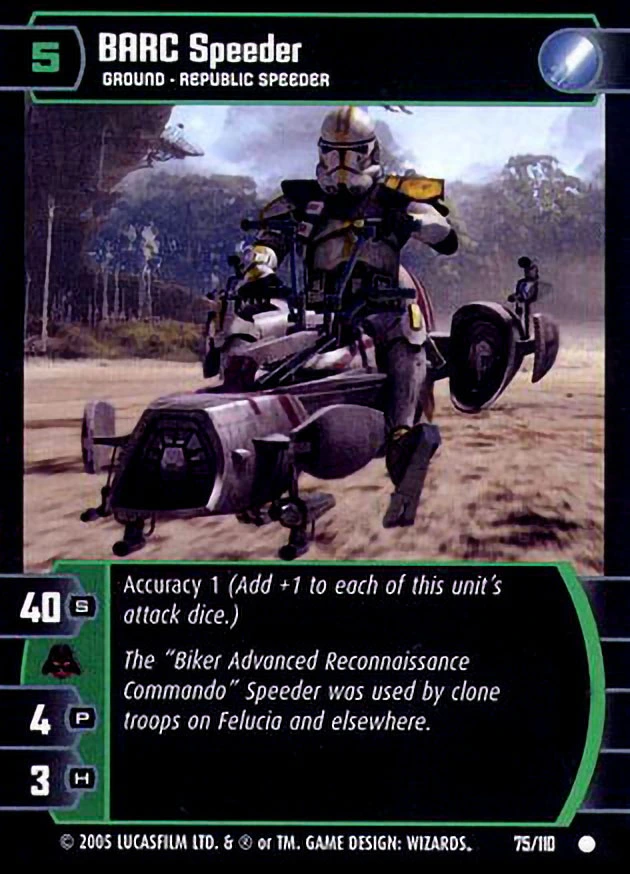 5
BARC Speeder
GROUND - REPUBLIC SPEEDER
40 S
4 P
3 H
Accuracy 1 (Add +1 to each of this unit's
attack dice.)
The "Biker Advanced Reconnaissance
Commando" Speeder was used by clone
troops on Felucia and elsewhere.
© 2005 LUCASFILM LTD. & ® or TM. GAME DESIGN: WIZARDS. 75/110